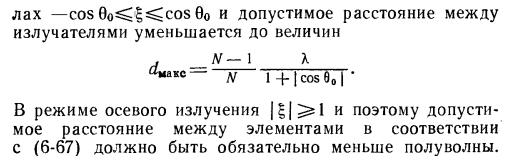 лах —cos θ₀⩽ξ⩽cos θ₀ и допустимое расстояние между
излучателями уменьшается до величин
d_макс = (N — 1)/N · λ/(1 + |cos θ₀|).
В режиме осевого излучения |ξ|⩾1 и поэтому допусти-
мое расстояние между элементами в соответствии
с (6-67) должно быть обязательно меньше полуволны.